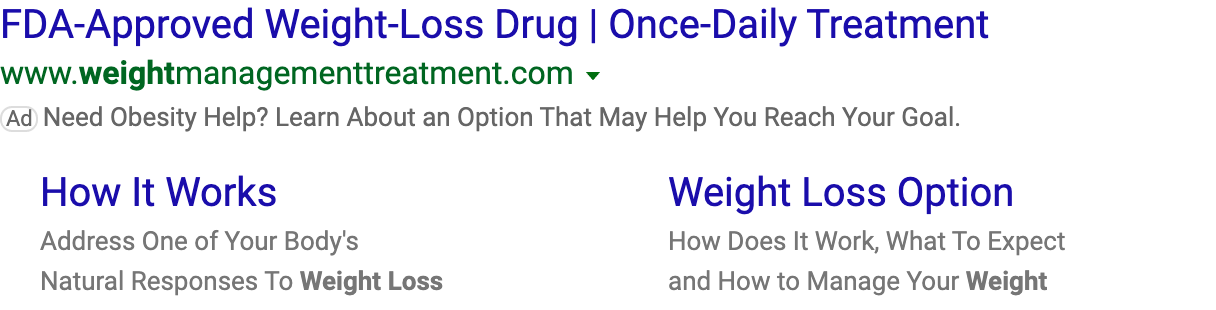 FDA-Approved Weight-Loss Drug | Once-Daily Treatment
www.weightmanagementtreatment.com
Ad Need Obesity Help? Learn About an Option That May Help You Reach Your Goal.
How It Works
Address One of Your Body's
Natural Responses To Weight Loss
Weight Loss Option
How Does It Work, What To Expect
and How to Manage Your Weight